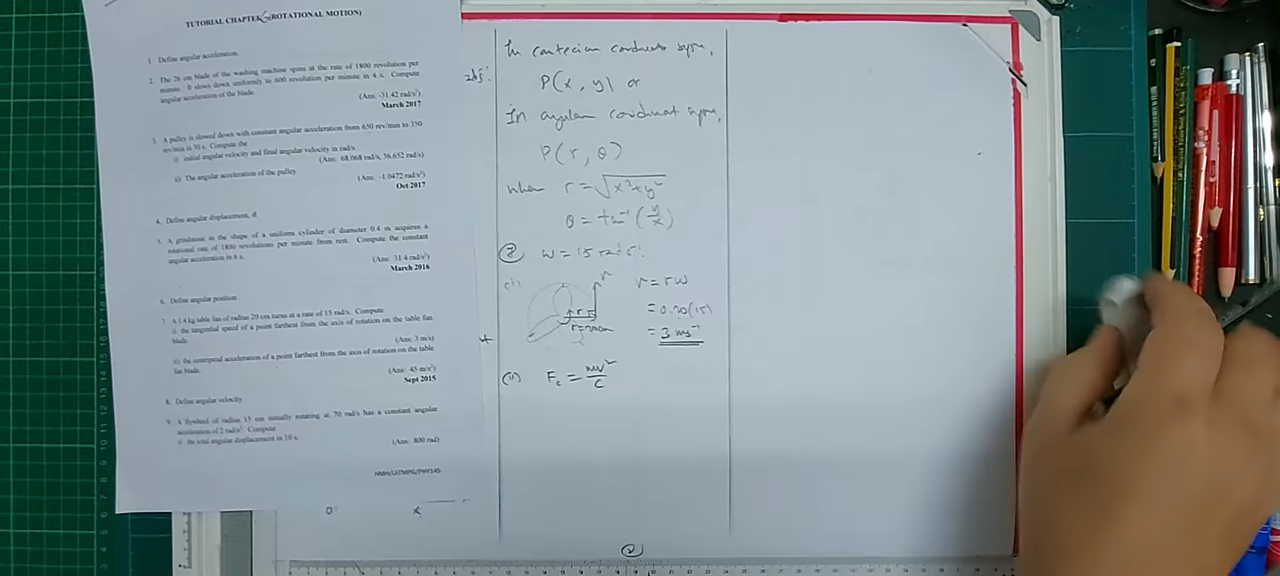 TUTORIAL CHAPTER 6 (ROTATIONAL MOTION)
1. Define angular acceleration.
2. The 26 cm blade of the washing machine spins at the rate of 1800 revolution per
minute. It slows down uniformly to 600 revolution per minute in 4 s. Compute
angular acceleration of the blade.
(Ans: -31.42 rad/s²)
March 2017
3. A pulley is slowed down with constant angular acceleration from 650 rev/min to 350
rev/min in 30 s. Compute the
i) initial angular velocity and final angular velocity in rad/s
(Ans: 68.068 rad/s, 36.652 rad/s)
ii) The angular acceleration of the pulley
(Ans: -1.0472 rad/s²)
Oct 2017
4. Define angular displacement, θ.
5. A grindstone in the shape of a uniform cylinder of diameter 0.4 m acquires a
rotational rate of 1800 revolutions per minute from rest. Compute the constant
angular acceleration in 6 s.
(Ans: 31.4 rad/s²)
March 2016
6. Define angular position
7. A 1.4 kg table fan of radius 20 cm turns at a rate of 15 rad/s. Compute
i) the tangential speed of a point farthest from the axis of rotation on the table fan
blade.
(Ans: 3 m/s)
ii) the centripetal acceleration of a point farthest from the axis of rotation on the table
fan blade.
(Ans: 45 m/s²)
Sept 2015
8. Define angular velocity
9. A flywheel of radius 15 cm initially rotating at 70 rad/s has a constant angular
acceleration of 2 rad/s². Compute
i) the total angular displacement in 10 s
(Ans: 800 rad)
HMH/UITMPG/PHY145
In
P(x, y) or
In angular
P(r, θ)
when r = √x²+y²
θ = tan⁻¹ (y/x)
ω = 15 rads⁻¹
(i)
v = rω
= 0.20(15)
= 3 ms⁻¹
r=20cm
(ii) Fc = mv²/r